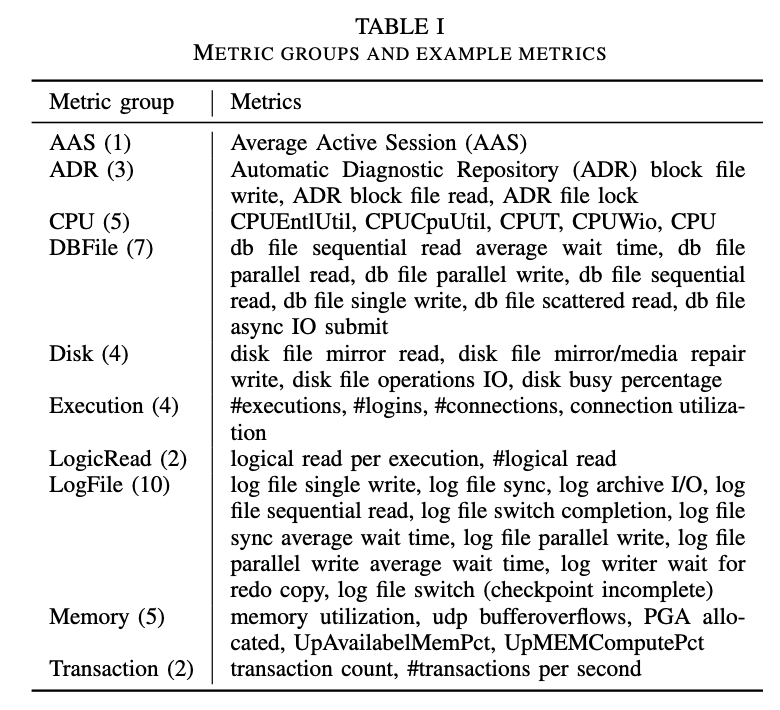 TABLE I
METRIC GROUPS AND EXAMPLE METRICS
Metric group Metrics
AAS (1) Average Active Session (AAS)
ADR (3) Automatic Diagnostic Repository (ADR) block file
write, ADR block file read, ADR file lock
CPU (5) CPUEntlUtil, CPUCpuUtil, CPUT, CPUWio, CPU
DBFile (7) db file sequential read average wait time, db file
parallel read, db file parallel write, db file sequential
read, db file single write, db file scattered read, db file
async IO submit
Disk (4) disk file mirror read, disk file mirror/media repair
write, disk file operations IO, disk busy percentage
Execution (4) #executions, #logins, #connections, connection utiliza-
tion
LogicRead (2) logical read per execution, #logical read
LogFile (10) log file single write, log file sync, log archive I/O, log
file sequential read, log file switch completion, log file
sync average wait time, log file parallel write, log file
parallel write average wait time, log writer wait for
redo copy, log file switch (checkpoint incomplete)
Memory (5) memory utilization, udp bufferoverflows, PGA allo-
cated, UpAvailabelMemPct, UpMEMComputePct
Transaction (2) transaction count, #transactions per second